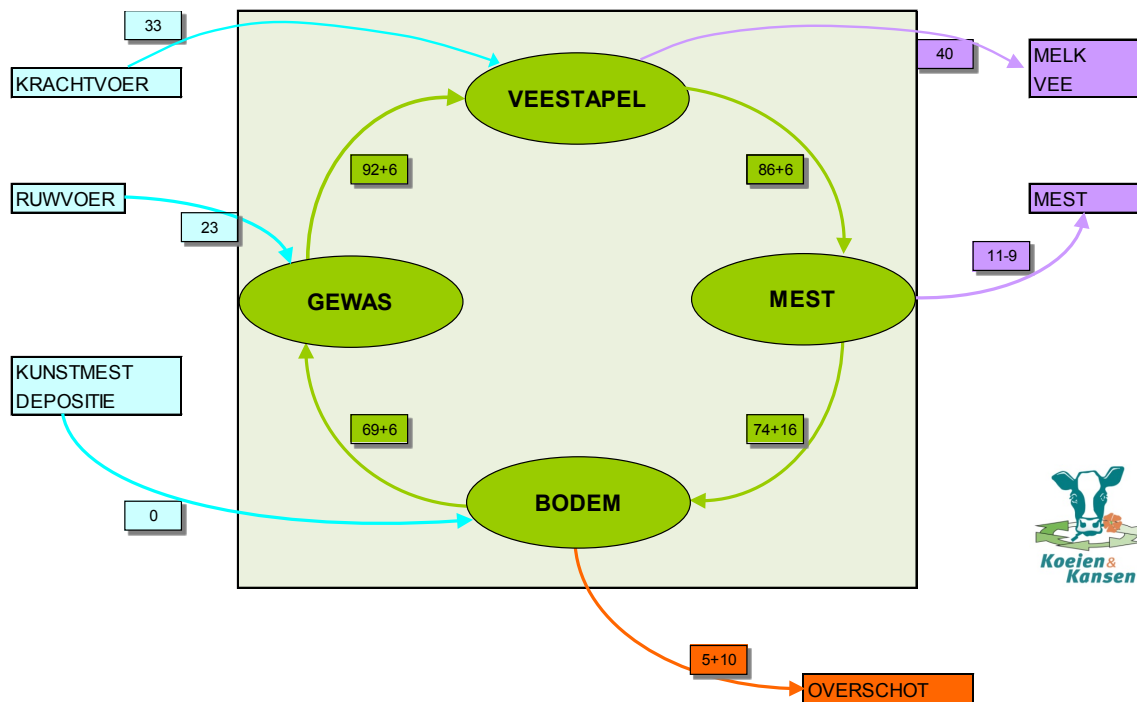 33
40
KRACHTVOER
MELK
VEE
VEESTAPEL
92+6
86+6
RUWVOER
MEST
23
11-9
GEWAS
MEST
KUNSTMEST
DEPOSITIE
69+6
74+16
0
BODEM
Koeien &
Kansen
5+10
OVERSCHOT